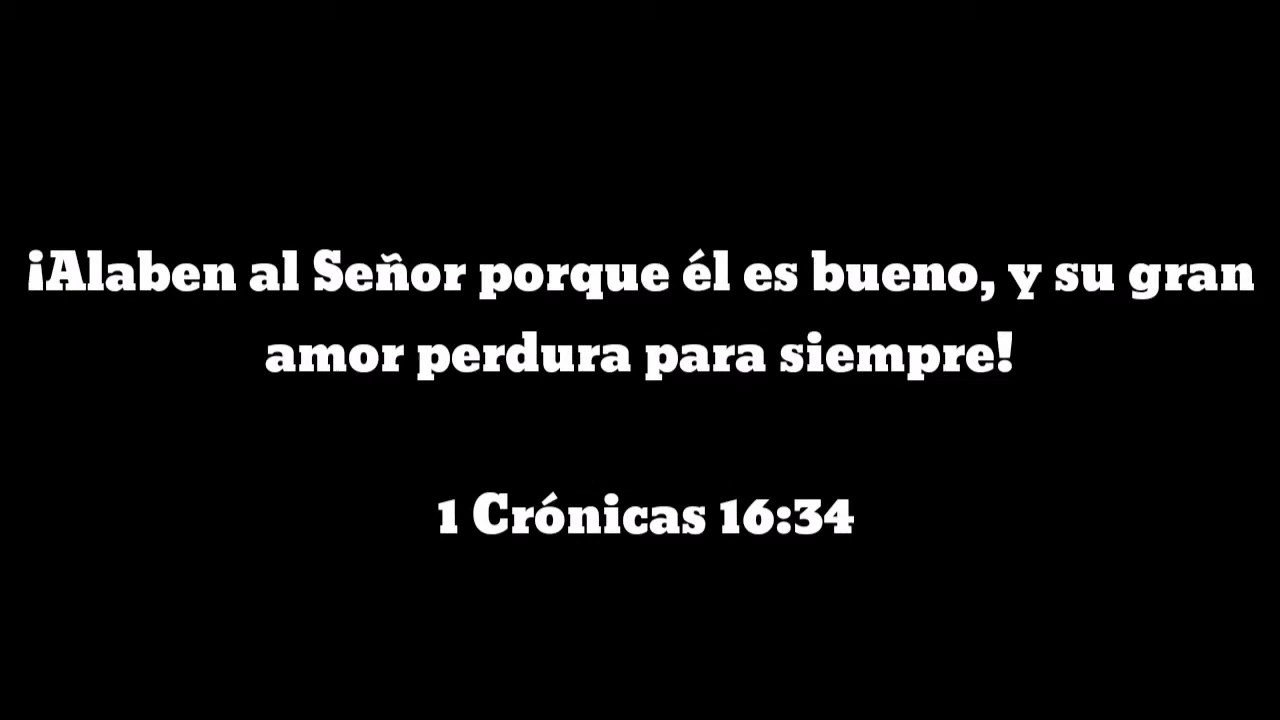 ¡Alaben al Señor porque él es bueno, y su gran
amor perdura para siempre!
1 Crónicas 16:34